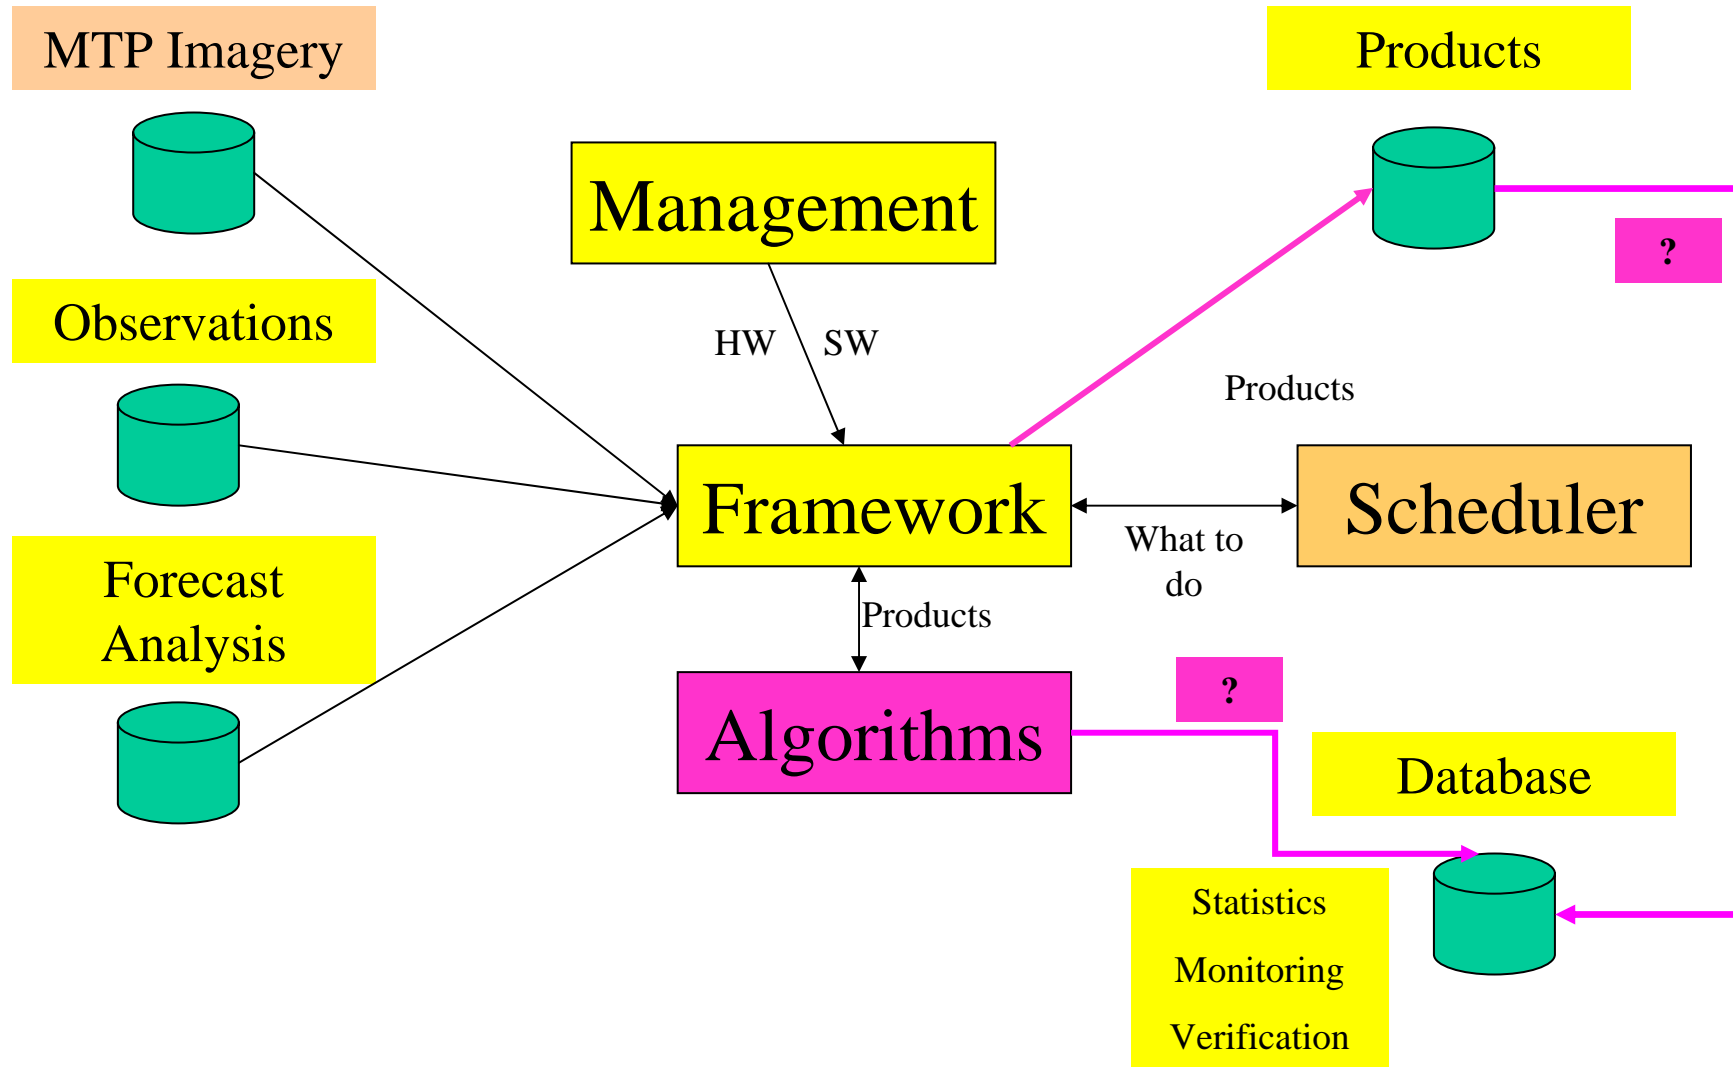 MTP Imagery
Products
Management
?
Observations
HW
SW
Products
Framework
Scheduler
What to
do
Forecast
Analysis
Products
?
Algorithms
Database
Statistics
Monitoring
Verification